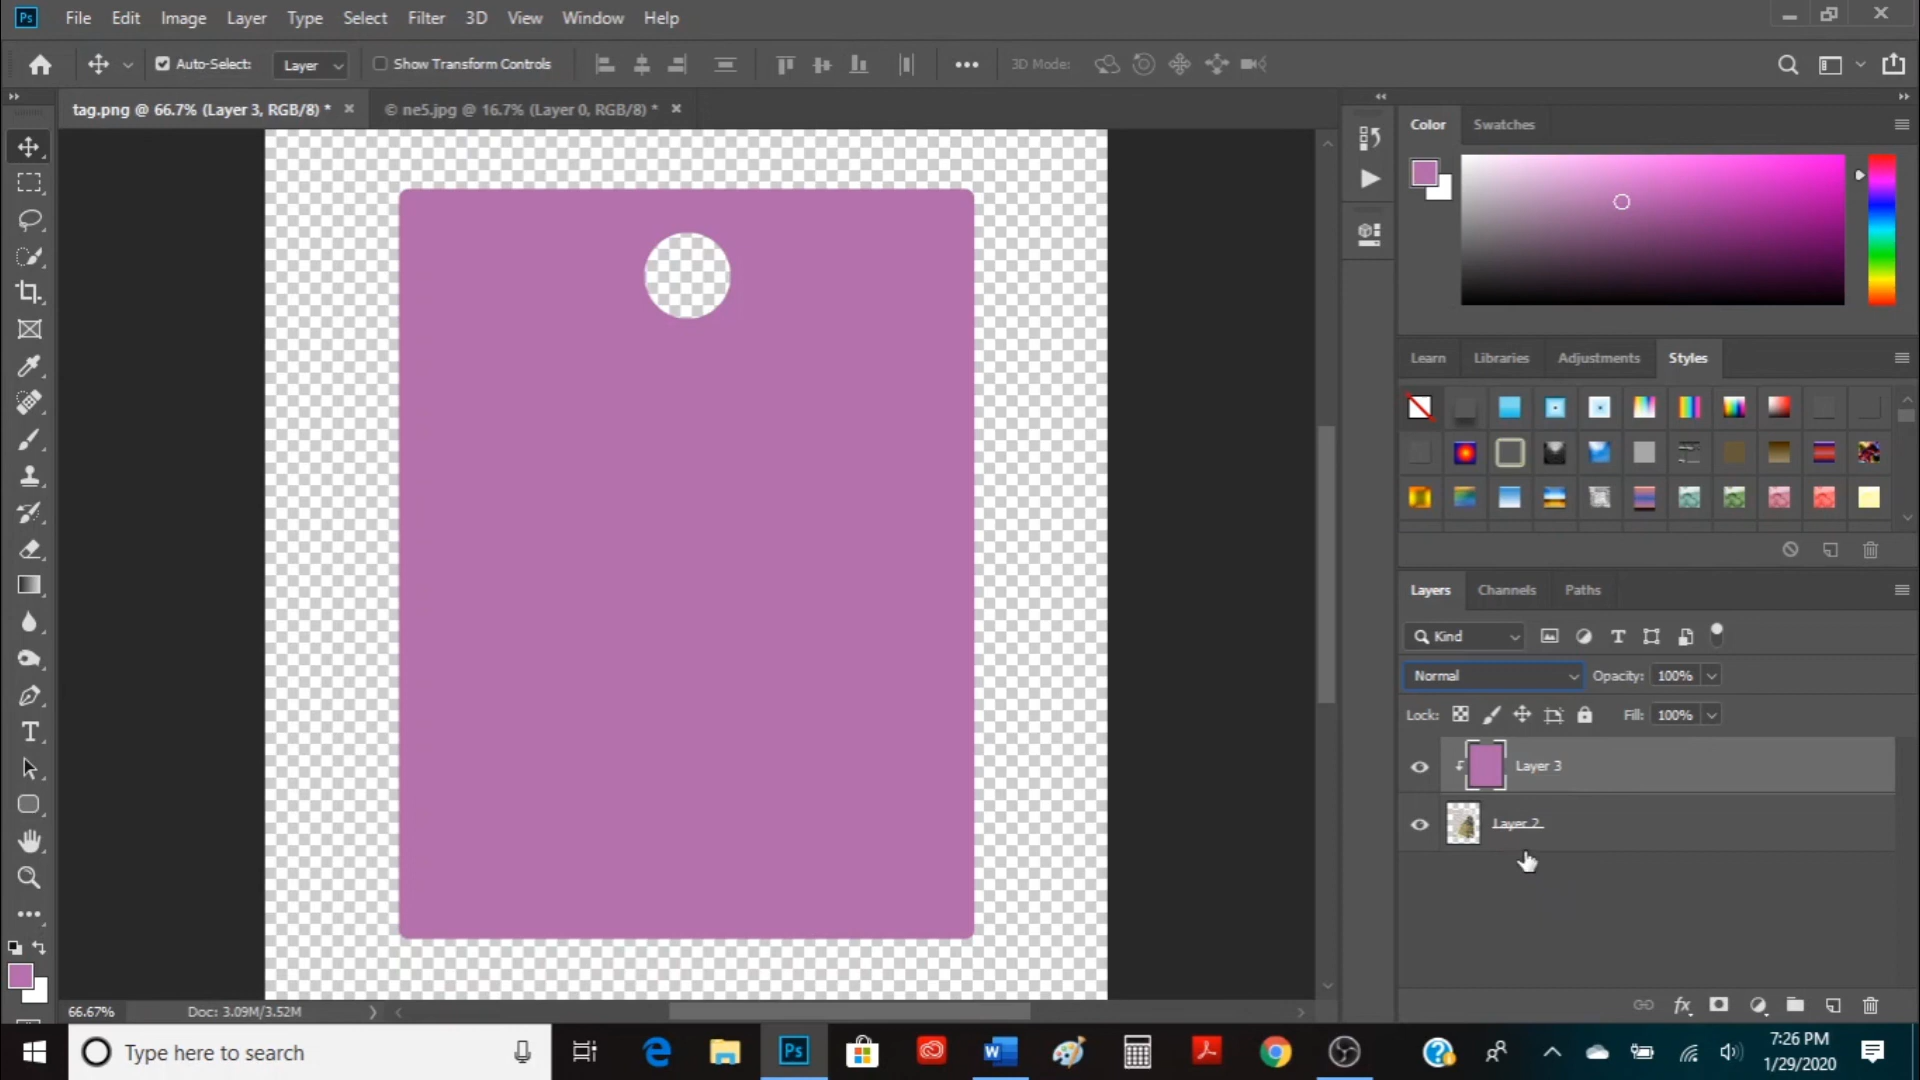 Ps File Edit Image Layer Type Select Filter 3D View Window Help
Auto-Select: Layer Show Transform Controls 3D Mode:
tag.png @ 66.7% (Layer 3, RGB/8) * © ne5.jpg @ 16.7% (Layer 0, RGB/8) *
Color Swatches
Learn Libraries Adjustments Styles
Layers Channels Paths
Kind
Normal Opacity: 100%
Lock: Fill: 100%
Layer 3
Layer 2
66.67% Doc: 3.09M/3.52M
Type here to search
7:26 PM
1/29/2020